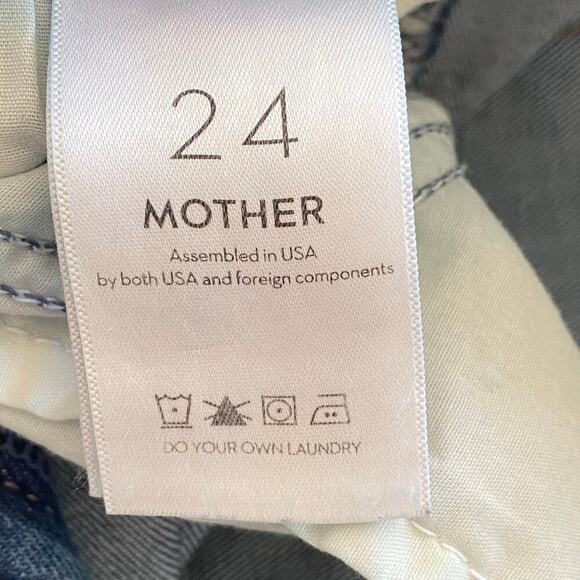 24
MOTHER
Assembled in USA
by both USA and foreign components
DO YOUR OWN LAUNDRY